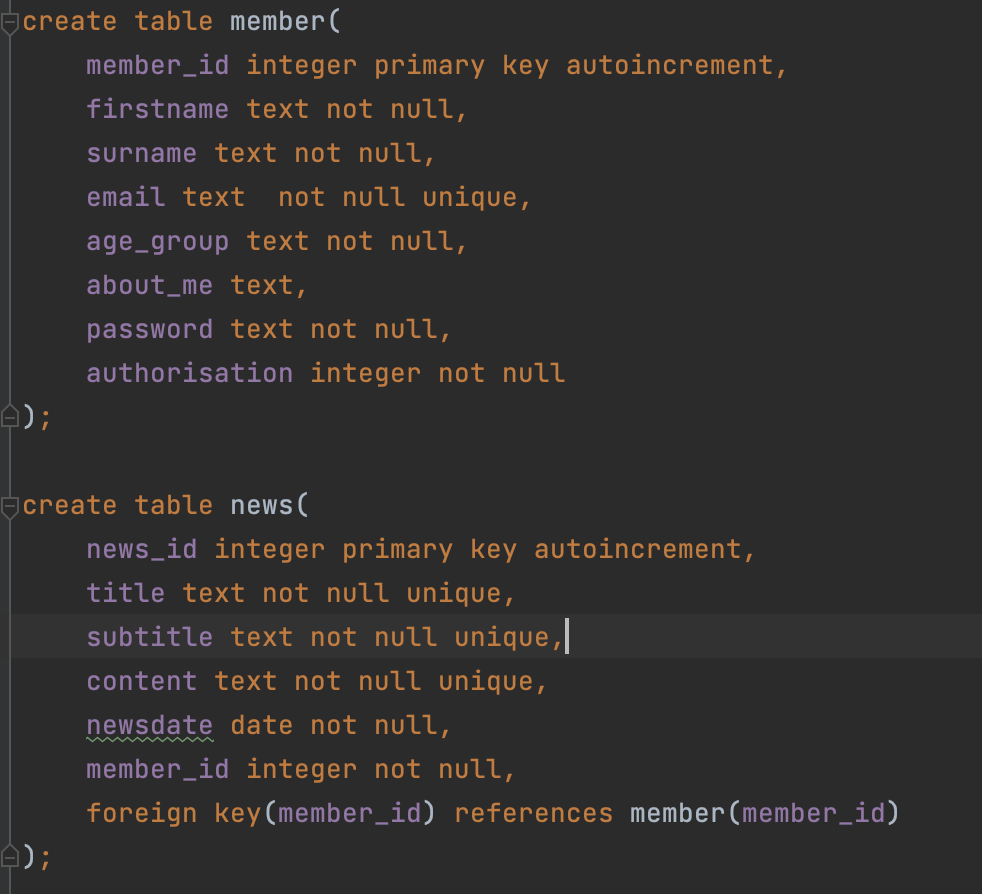 create table member(
    member_id integer primary key autoincrement,
    firstname text not null,
    surname text not null,
    email text  not null unique,
    age_group text not null,
    about_me text,
    password text not null,
    authorisation integer not null
);

create table news(
    news_id integer primary key autoincrement,
    title text not null unique,
    subtitle text not null unique,
    content text not null unique,
    newsdate date not null,
    member_id integer not null,
    foreign key(member_id) references member(member_id)
);